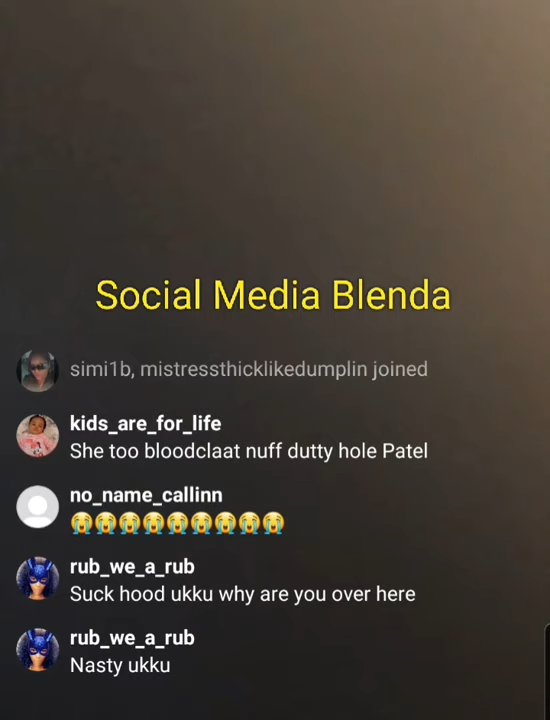 Social Media Blenda
simi1b, mistressthicklikedumplin joined
kids_are_for_life
She too bloodclaat nuff dutty hole Patel
no_name_callinn
😭😭😭😭😭😭😭😭😭
rub_we_a_rub
Suck hood ukku why are you over here
rub_we_a_rub
Nasty ukku